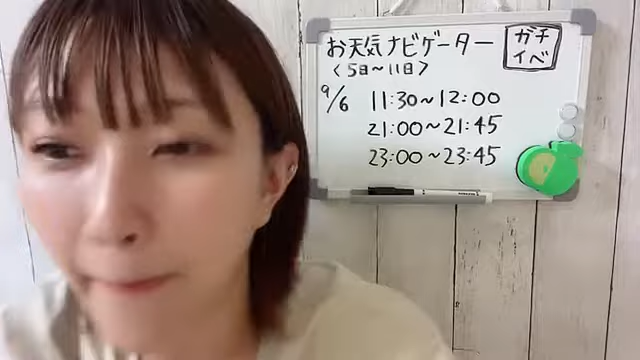 お天気ナビゲーター
ガチ
イベ
〈5日〜11日〉
9/6 11:30〜12:00
21:00〜21:45
23:00〜23:45